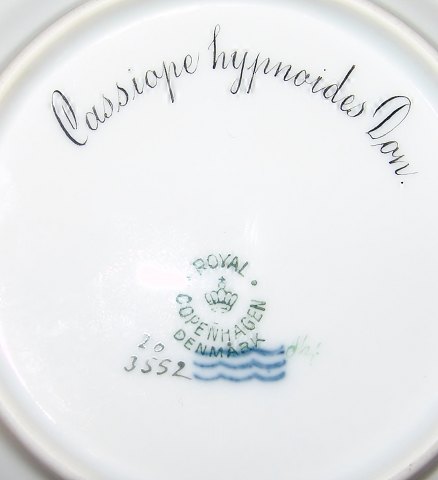 Cassiope hypnoides Don.
ROYAL
COPENHAGEN
DENMARK
20
3552